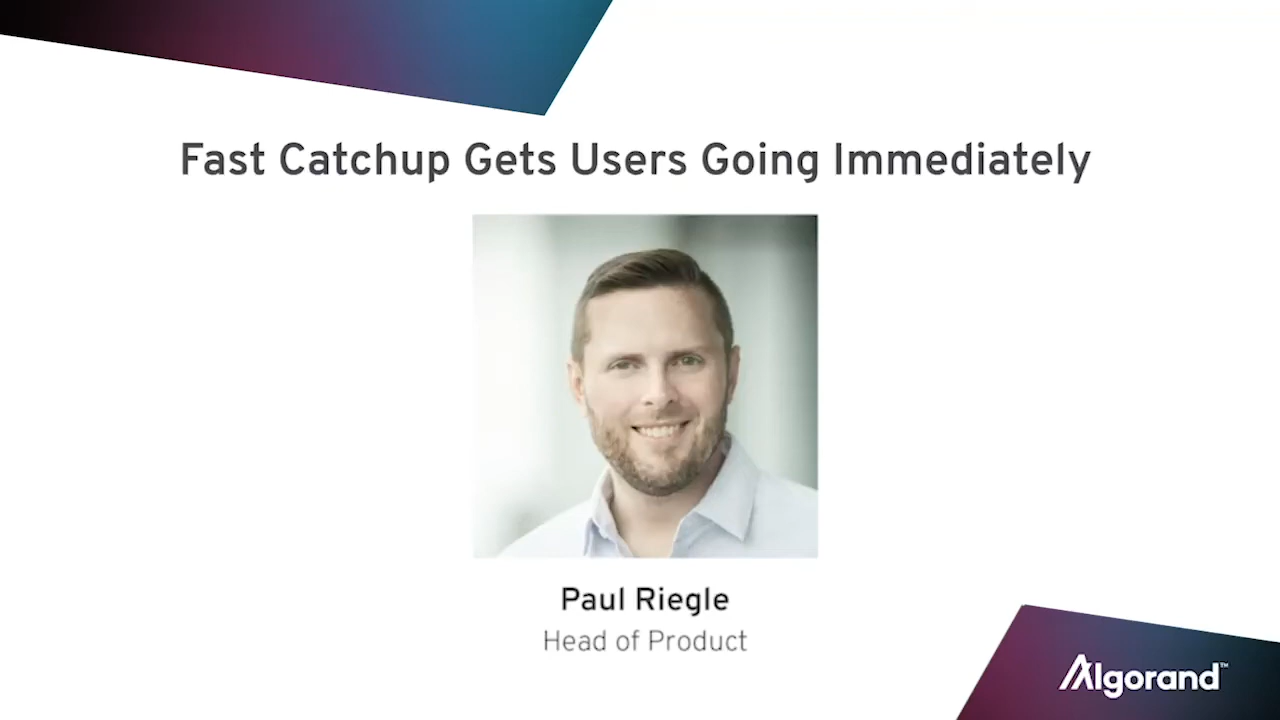 Fast Catchup Gets Users Going Immediately
Paul Riegle
Head of Product
Algorand™